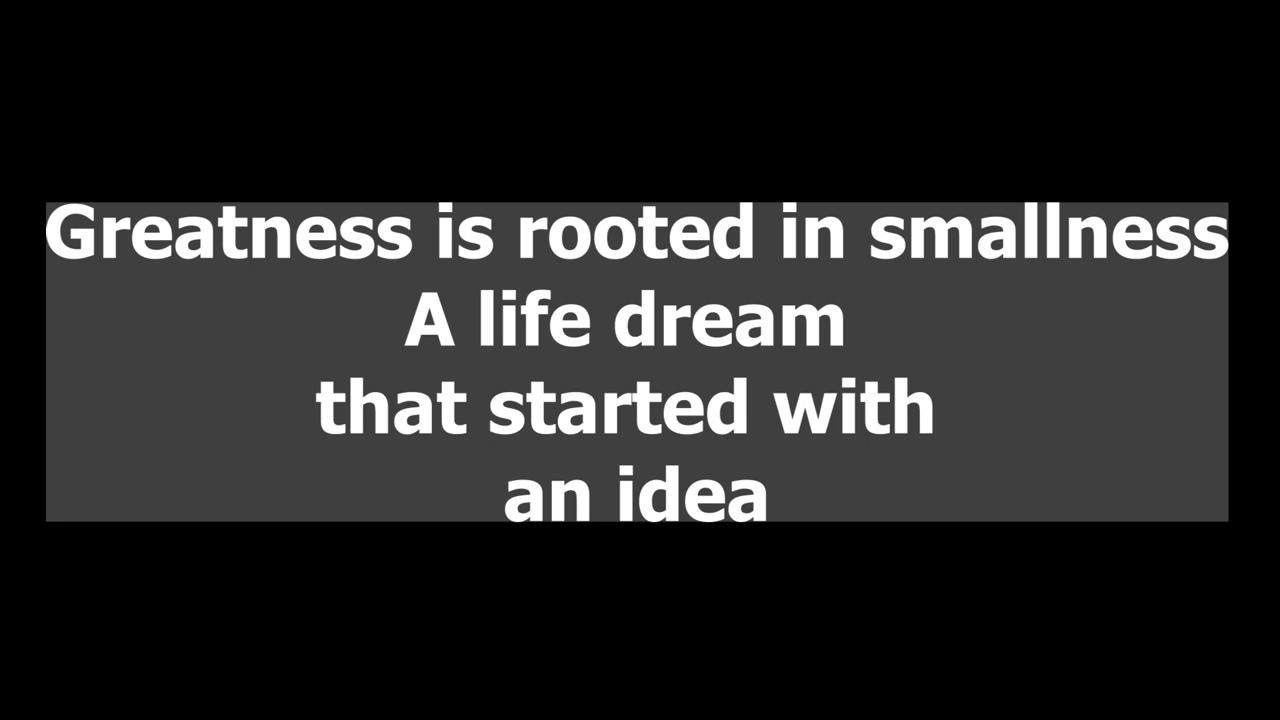 Greatness is rooted in smallness
A life dream
that started with
an idea